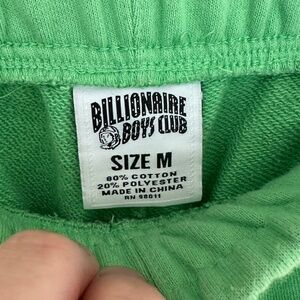 BILLIONAIRE
BOYS CLUB
SIZE M
80% COTTON
20% POLYESTER
MADE IN CHINA
RN 98011